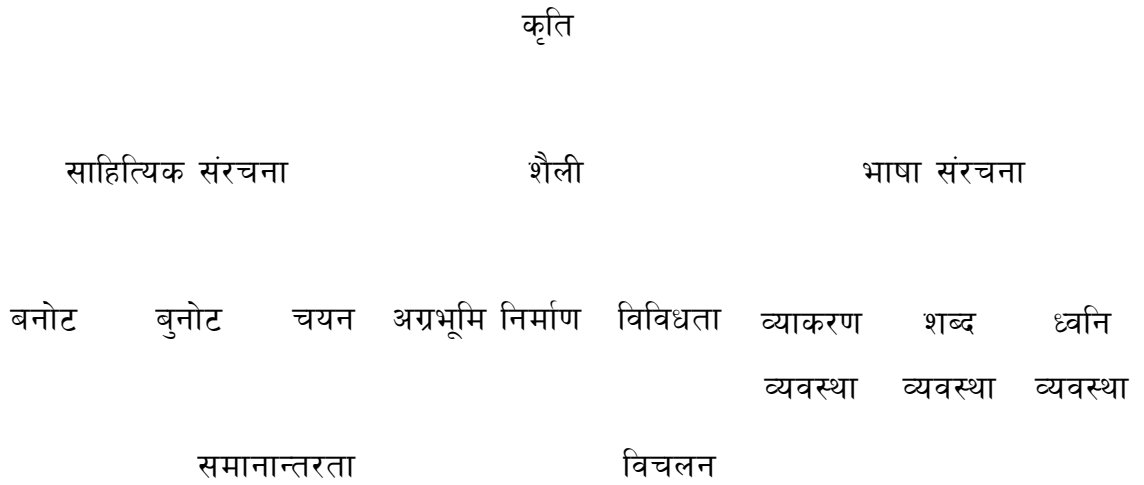 कृति
साहित्यिक संरचना शैली भाषा संरचना
बनोट बुनोट चयन अग्रभूमि निर्माण विविधता व्याकरण शब्द ध्वनि
व्यवस्था व्यवस्था व्यवस्था
समानान्तरता विचलन